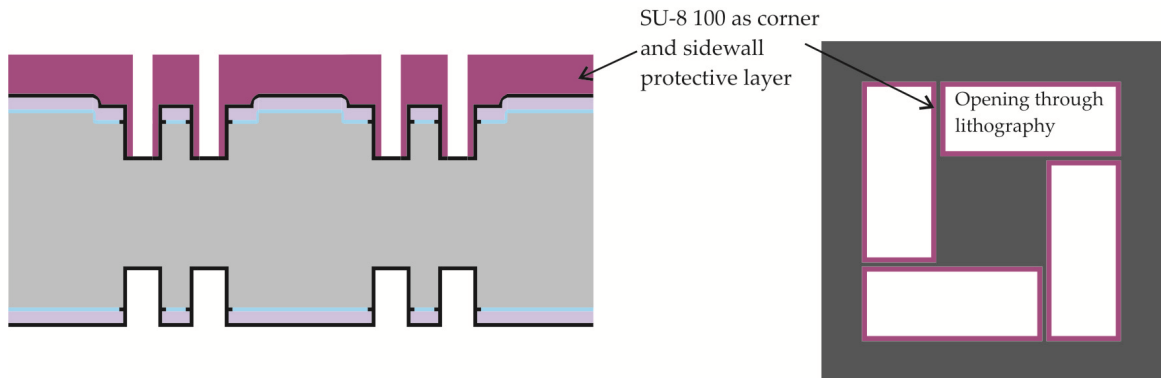 SU-8 100 as corner
and sidewall
protective layer
Opening through
lithography